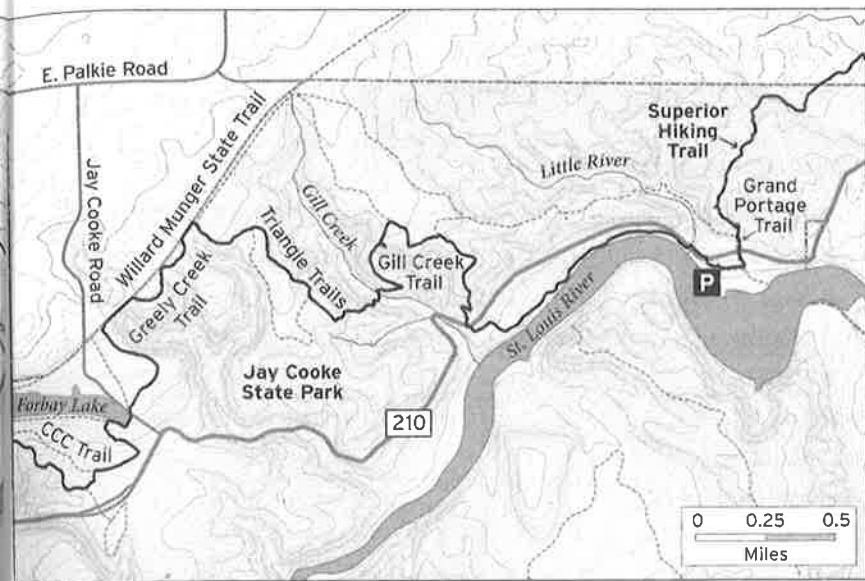 E. Palkie Road
Jay Cooke Road
Willard Munger State Trail
Gill Creek
Triangle Trails
Gill Creek
Trail
Greely Creek
Trail
Little River
Superior
Hiking
Trail
Grand
Portage
Trail
P
St. Louis River
Jay Cooke
State Park
Forbay Lake
CCC Trail
210
0 0.25 0.5
Miles